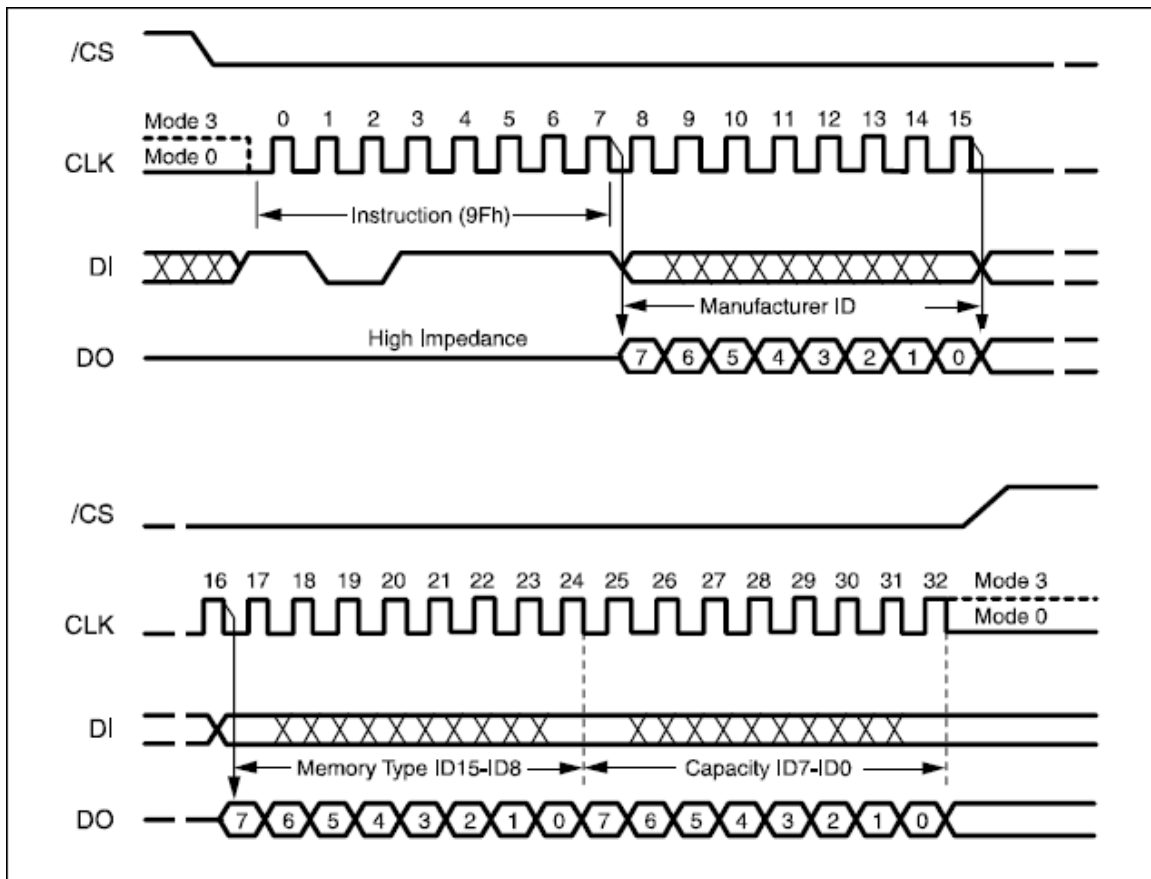 /CS
Mode 3
0 1 2 3 4 5 6 7 8 9 10 11 12 13 14 15
Mode 0
CLK
Instruction (9Fh)
DI
Manufacturer ID
High Impedance
DO
7 6 5 4 3 2 1 0
/CS
16 17 18 19 20 21 22 23 24 25 26 27 28 29 30 31 32
Mode 3
CLK
Mode 0
DI
Memory Type ID15-ID8
Capacity ID7-ID0
DO
7 6 5 4 3 2 1 0 7 6 5 4 3 2 1 0